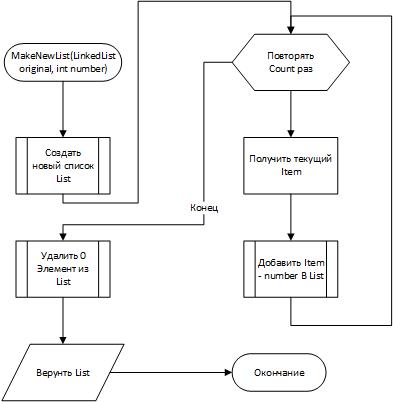 MakeNewList(LinkedList
original, int number)
Создать
новый список
List
Повторять
Count раз
Получить текущий
Item
Добавить Item
- number В List
Конец
Удалить 0
Элемент из
List
Верунть List
Окончание